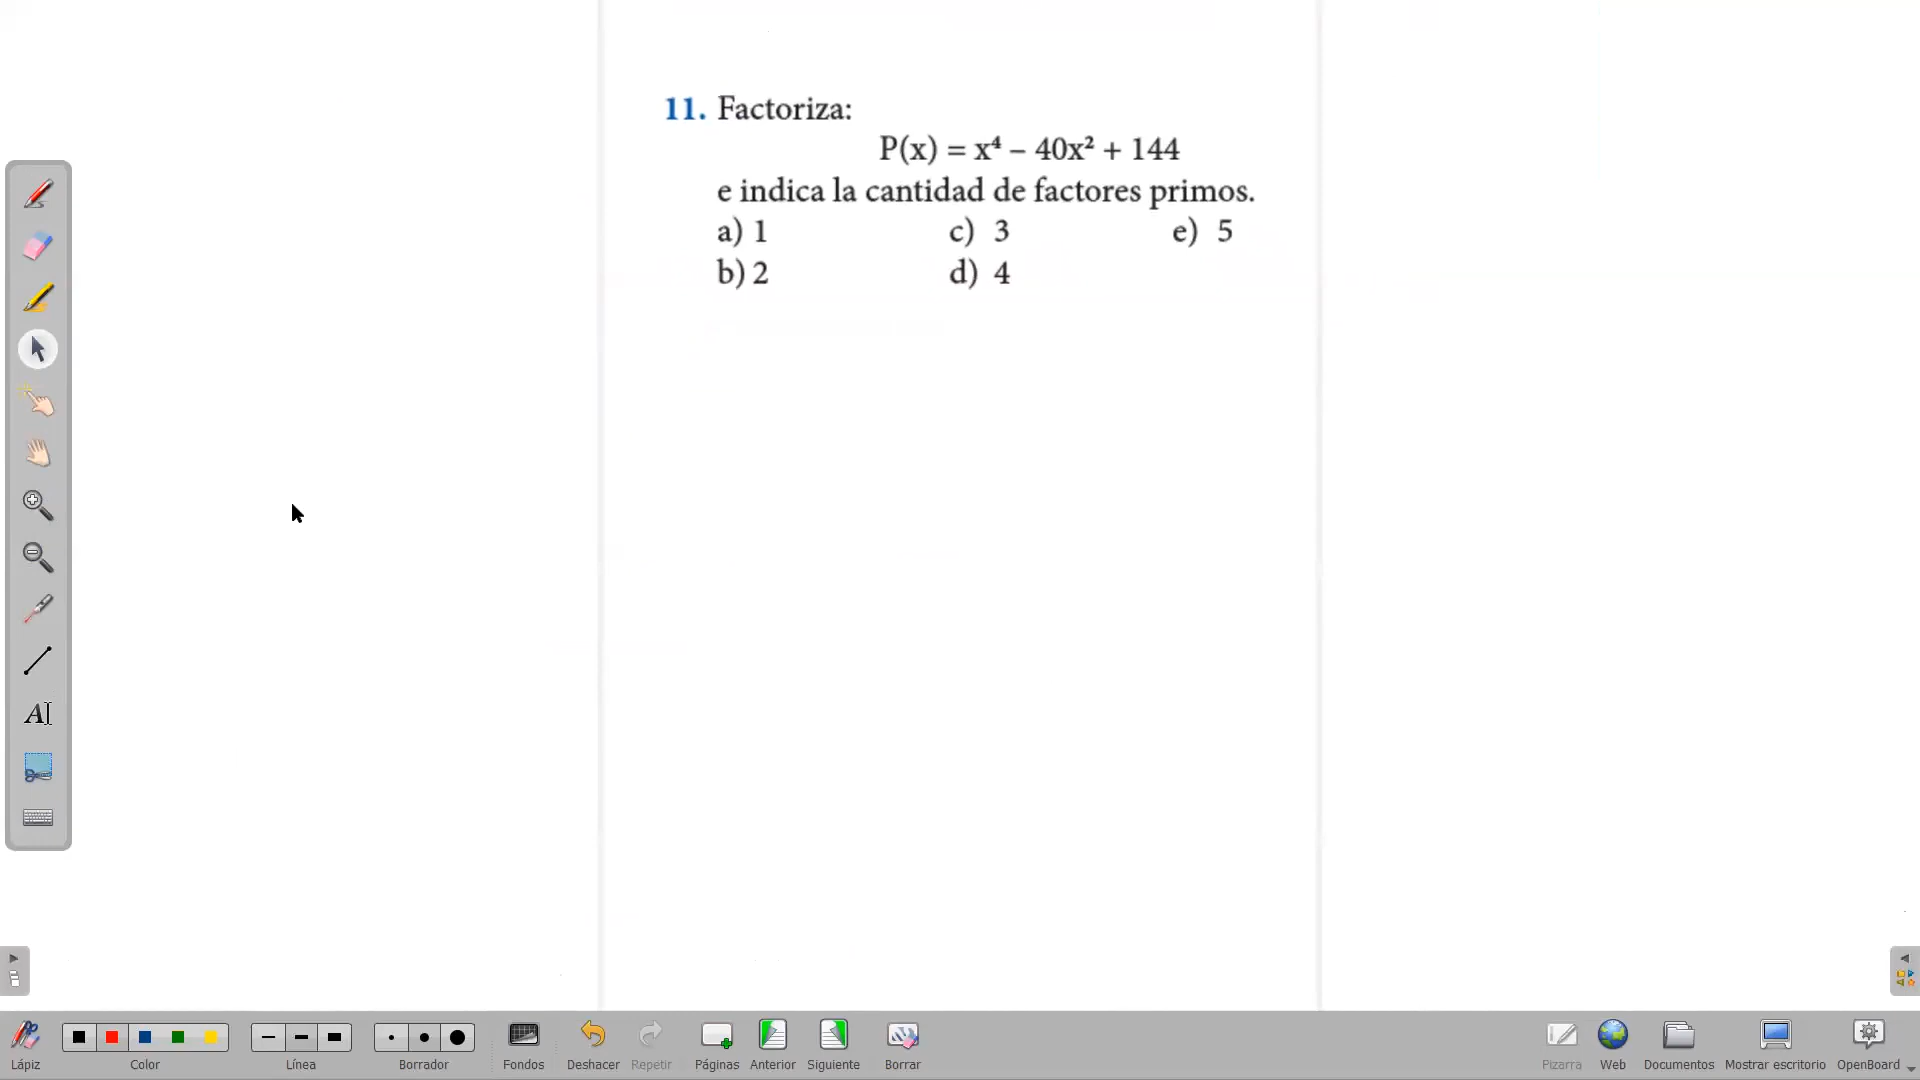 11. Factoriza:
P(x) = x⁴ – 40x² + 144
e indica la cantidad de factores primos.
a) 1 c) 3 e) 5
b) 2 d) 4
Lápiz Color Línea Borrador Fondos Deshacer Repetir Páginas Anterior Siguiente Borrar Pizarra Web Documentos Mostrar escritorio OpenBoard